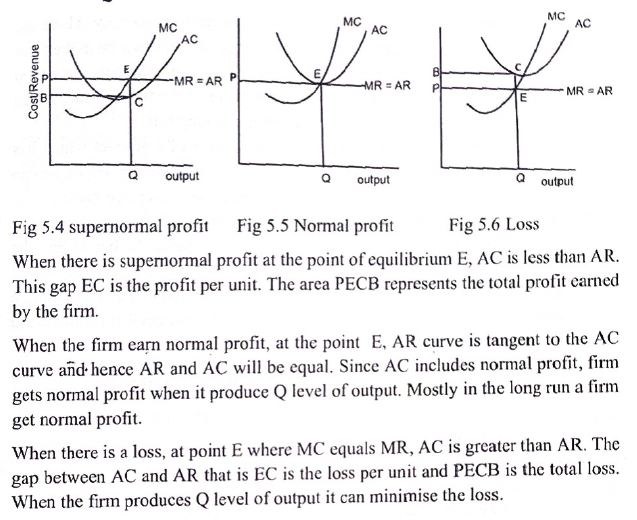 MC MC MC
AC AC AC
Cost/Revenue
E E C
P MR = AR P MR = AR B
B C P E MR = AR
Q output Q output Q output
Fig 5.4 supernormal profit Fig 5.5 Normal profit Fig 5.6 Loss
When there is supernormal profit at the point of equilibrium E, AC is less than AR.
This gap EC is the profit per unit. The area PECB represents the total profit earned
by the firm.
When the firm earn normal profit, at the point E, AR curve is tangent to the AC
curve and hence AR and AC will be equal. Since AC includes normal profit, firm
gets normal profit when it produce Q level of output. Mostly in the long run a firm
get normal profit.
When there is a loss, at point E where MC equals MR, AC is greater than AR. The
gap between AC and AR that is EC is the loss per unit and PECB is the total loss.
When the firm produces Q level of output it can minimise the loss.